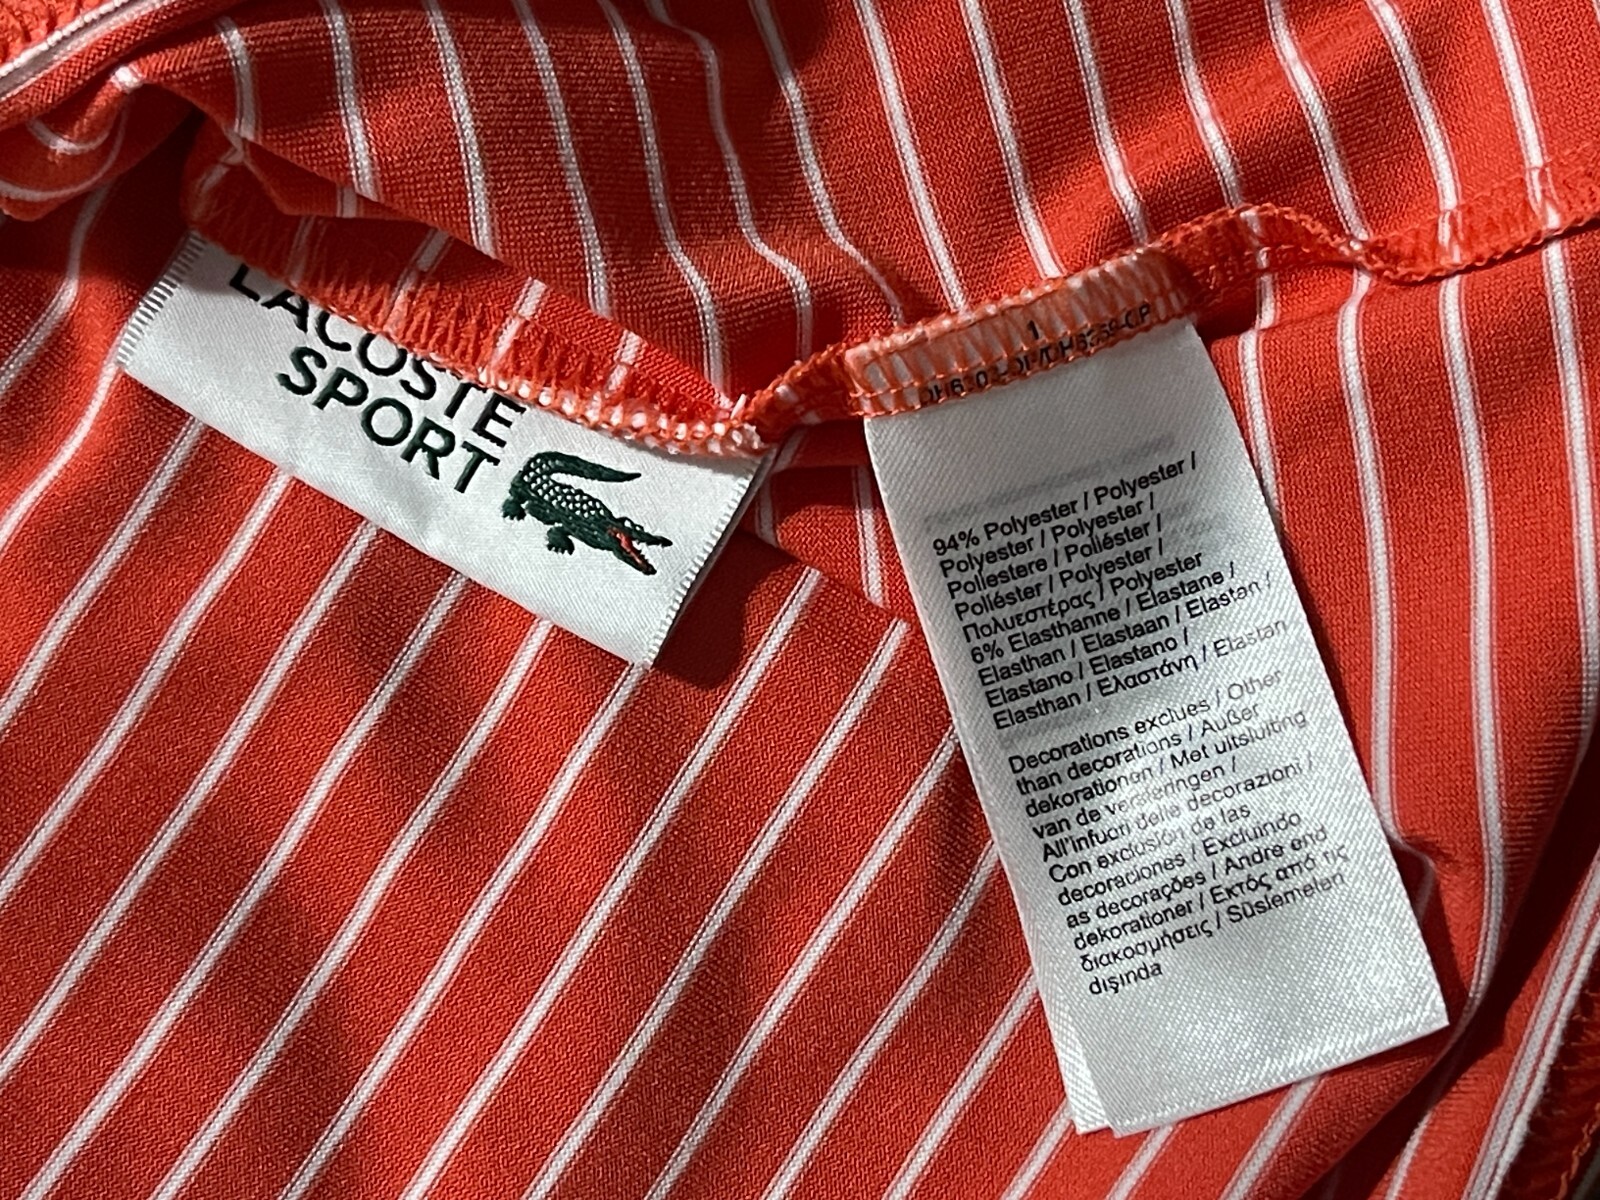 LACOSTE
SPORT
1
94% Polyester / Polyester /
Polyester / Polyester /
Poliestere / Poliéster /
Poliéster / Polyester /
Πολυεστέρας / Polyester
6% Elasthanne / Elastane /
Elasthan / Elastaan / Elastan /
Elastano / Elastano /
Elasthan / Ελαστάνη / Elastan
Decorations exclues / Other
than decorations / Außer
dekorationen / Met uitsluiting
van de versieringen /
All'infuori delle decorazioni /
Con exclusión de las
decoraciones / Excluindo
as decorações / Andre end
dekorationer / Εκτός από τις
διακοσμήσεις / Süslemeleri
dışında